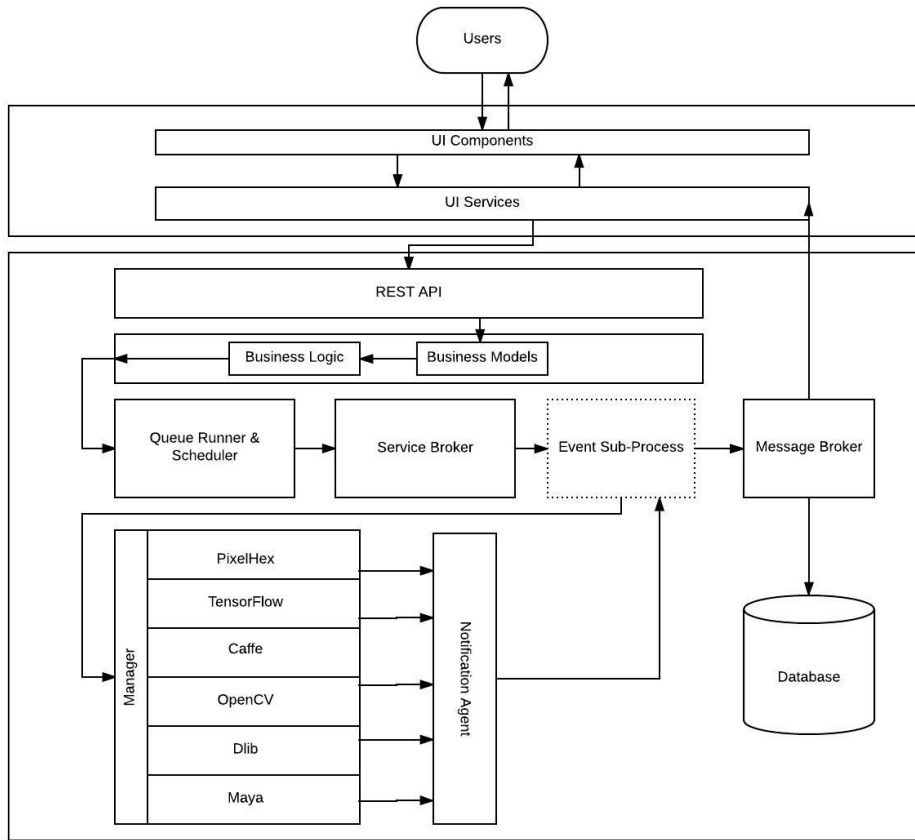 Users
UI Components
UI Services
REST API
Business Logic
Business Models
Queue Runner &
Scheduler
Service Broker
Event Sub-Process
Message Broker
Manager
PixelHex
TensorFlow
Caffe
OpenCV
Dlib
Maya
Notification Agent
Database